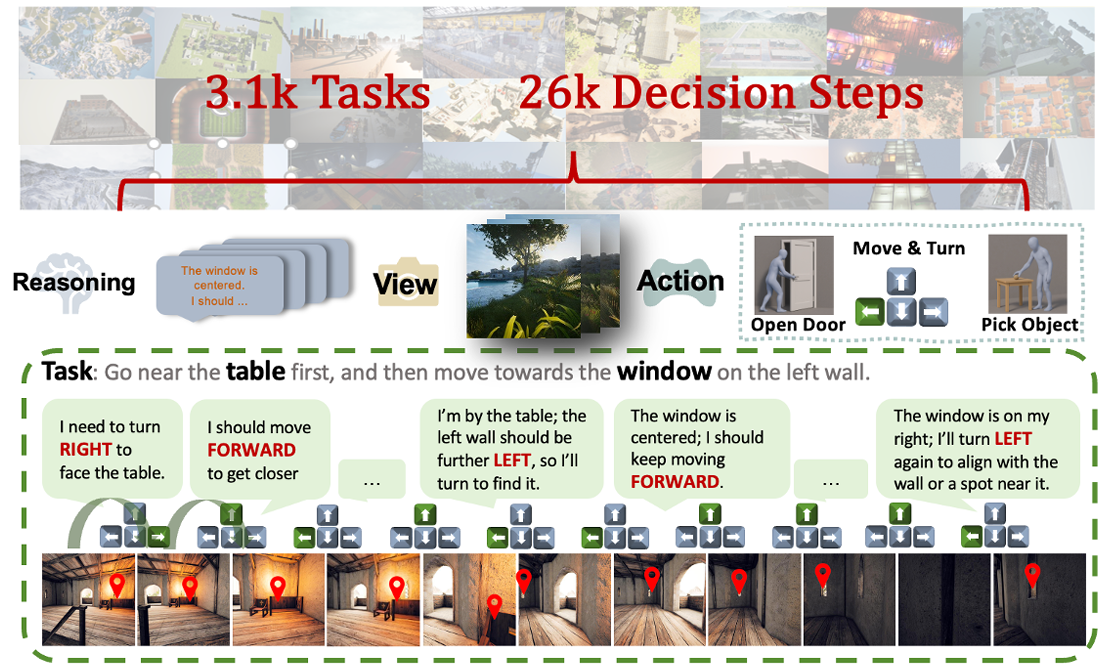 3.1k Tasks 26k Decision Steps
Reasoning
The window is
centered.
I should ...
View
Action
Move & Turn
Open Door
Pick Object
Task: Go near the table first, and then move towards the window on the left wall.
I need to turn
RIGHT to
face the table.
I should move
FORWARD
to get closer
...
I'm by the table; the
left wall should be
further LEFT, so I'll
turn to find it.
The window is
centered; I should
keep moving
FORWARD.
...
The window is on my
right; I'll turn LEFT
again to align with the
wall or a spot near it.